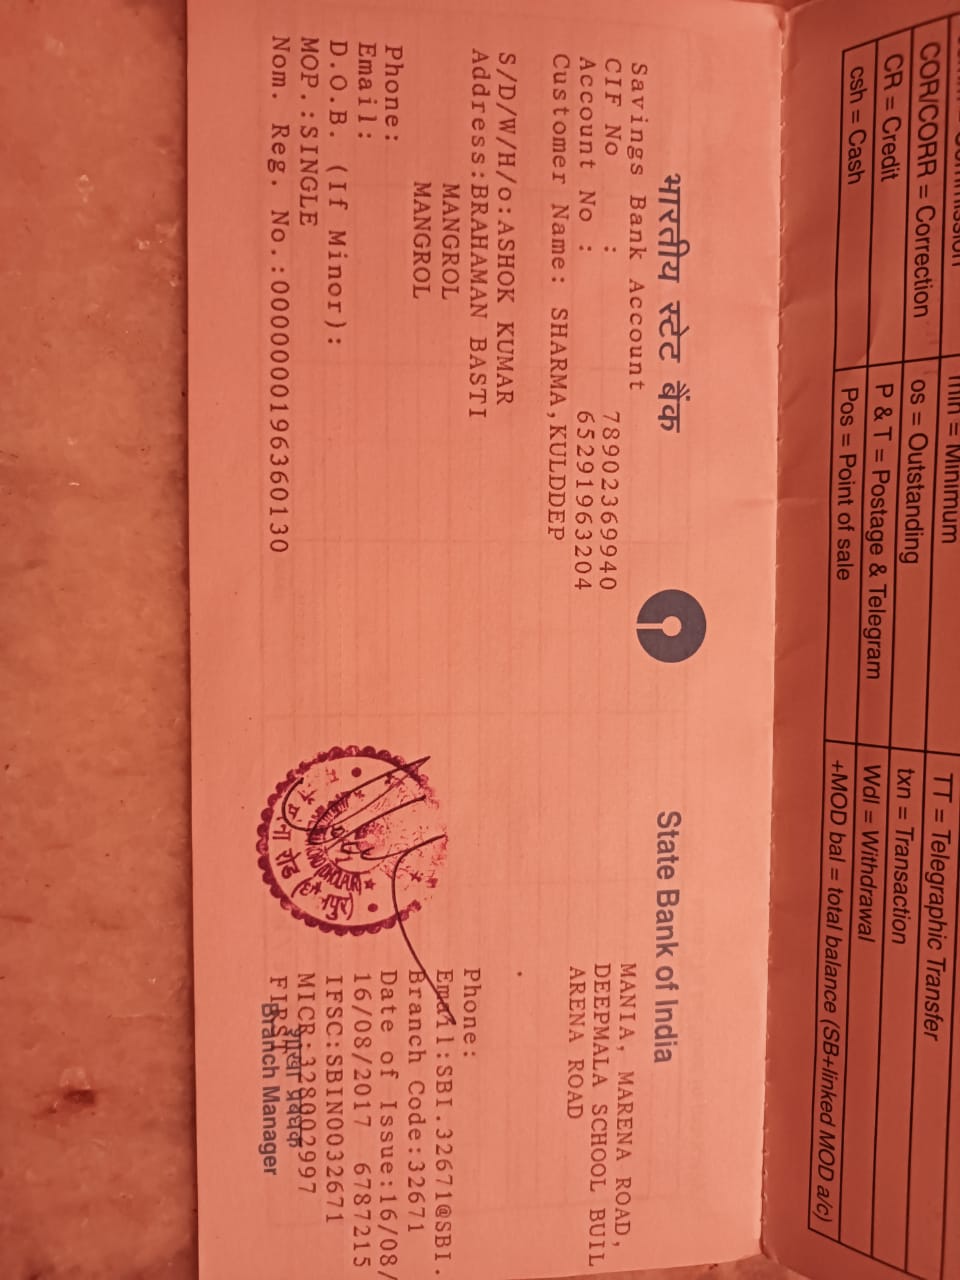 COR/CORR = Correction
os = Outstanding
txn = Transaction
CR = Credit
P & T = Postage & Telegram
Wdl = Withdrawal
csh = Cash
Pos = Point of sale
+MOD bal = total balance (SB+linked MOD a/c)
min = Minimum
TT = Telegraphic Transfer
भारतीय स्टेट बैंक
State Bank of India
Savings Bank Account
CIF No : 78902369940
Account No : 65291963204
Customer Name: SHARMA,KULDDEP
S/D/W/H/o:ASHOK KUMAR
Address:BRAHAMAN BASTI
MANGROL
MANGROL
Phone:
Email:
D.O.B. (If Minor):
MOP.:SINGLE
Nom. Reg. No.:0000000196360130
MANIA, MARENA ROAD,
DEEPMALA SCHOOL BUIL
ARENA ROAD
Phone:
Email:SBI.32671@SBI.
Branch Code:32671
Date of Issue:16/08/
16/08/2017 6787215
IFSC:SBIN0032671
MICR:328002997
शाखा प्रबंधक
Branch Manager